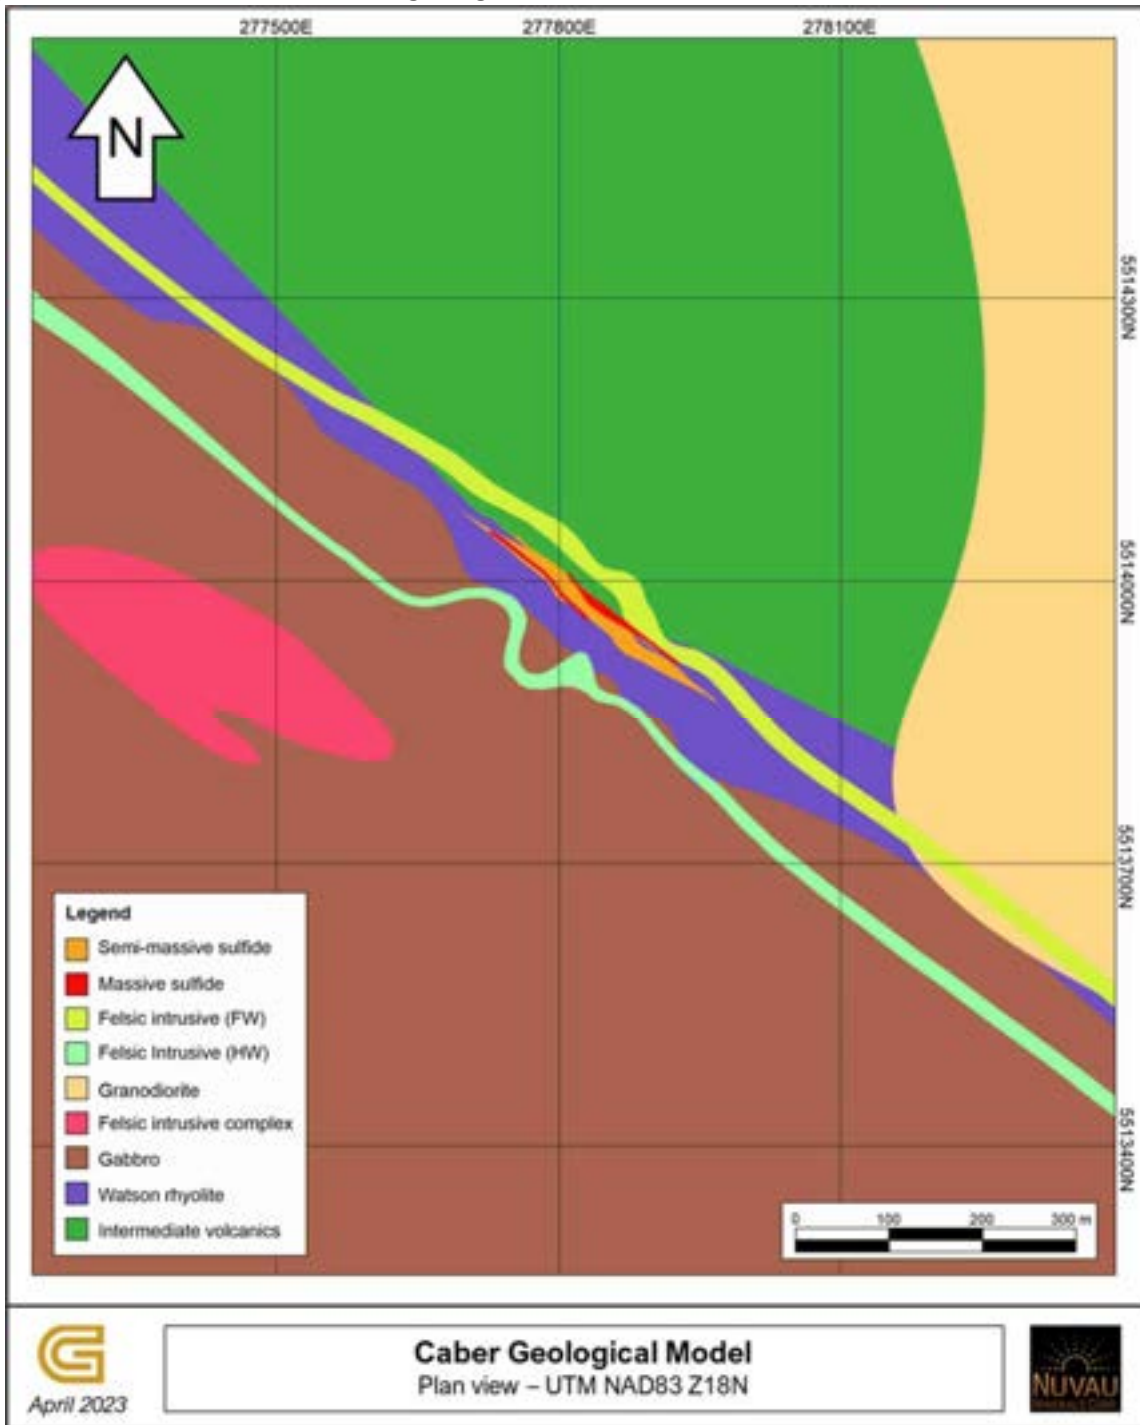 277500E 277800E 278100E
N
5514300N
5514000N
5513700N
5513400N
Legend
Semi-massive sulfide
Massive sulfide
Felsic intrusive (FW)
Felsic Intrusive (HW)
Granodiorite
Felsic intrusive complex
Gabbro
Watson rhyolite
Intermediate volcanics
0 100 200 300 m
G
April 2023
Caber Geological Model
Plan view – UTM NAD83 Z18N
NUVAU